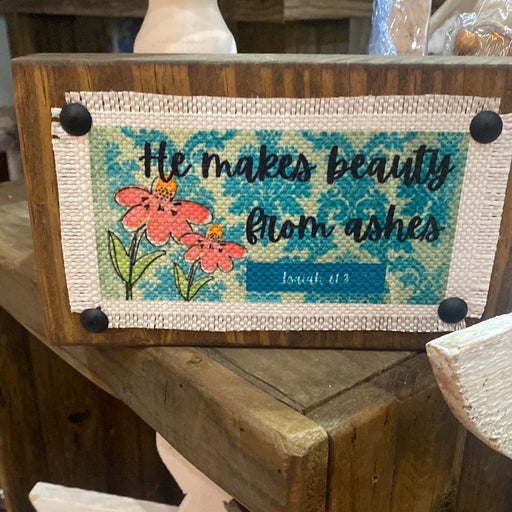 He makes beauty
from ashes
Isaiah 61:3